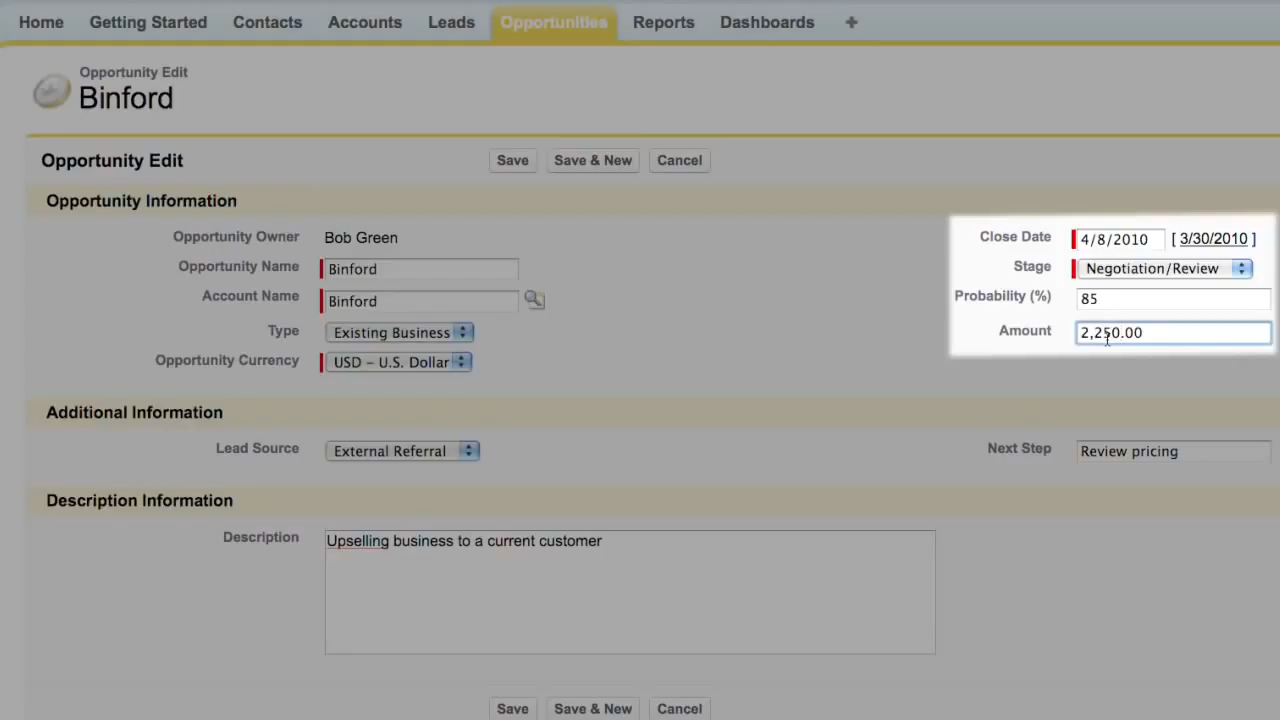 Home Getting Started Contacts Accounts Leads Opportunities Reports Dashboards +
Opportunity Edit
Binford
Opportunity Edit Save Save & New Cancel
Opportunity Information
Opportunity Owner Bob Green Close Date 4/8/2010 [ 3/30/2010 ]
Opportunity Name Binford Stage Negotiation/Review
Account Name Binford Probability (%) 85
Type Existing Business Amount 2,250.00
Opportunity Currency USD – U.S. Dollar
Additional Information
Lead Source External Referral Next Step Review pricing
Description Information
Description Upselling business to a current customer
Save Save & New Cancel